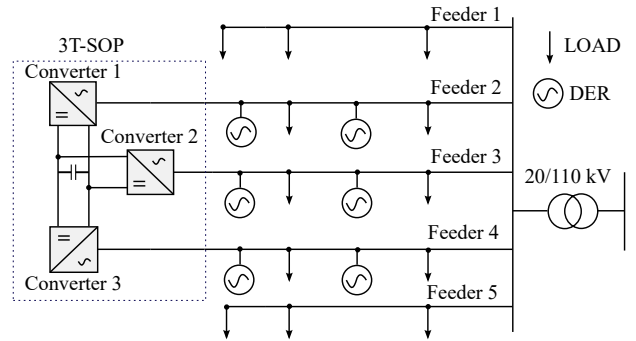 Feeder 1
3T-SOP
LOAD
Converter 1
Feeder 2
DER
Converter 2
Feeder 3
20/110 kV
Feeder 4
Converter 3
Feeder 5